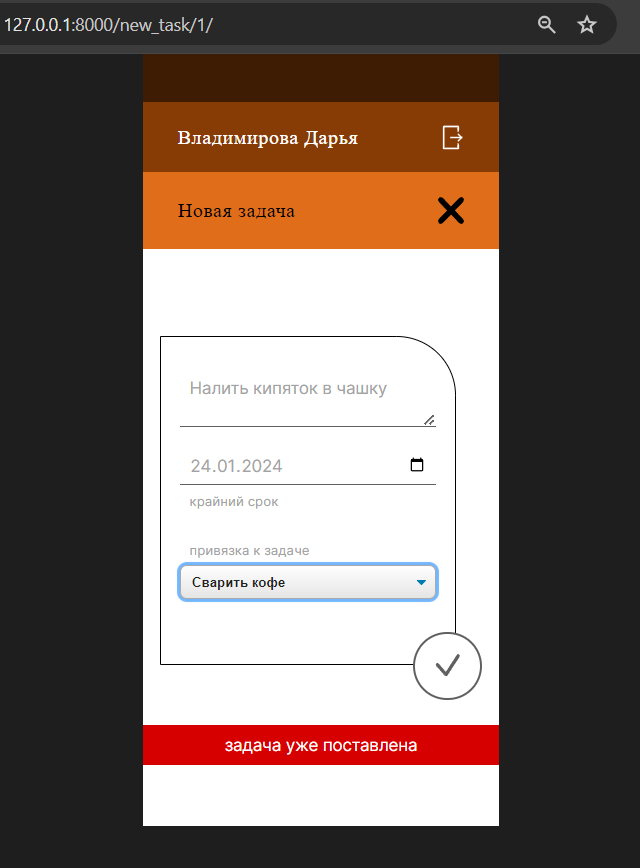 127.0.0.1:8000/new_task/1/
Владимирова Дарья
Новая задача
Налить кипяток в чашку
24.01.2024
крайний срок
привязка к задаче
Сварить кофе
задача уже поставлена